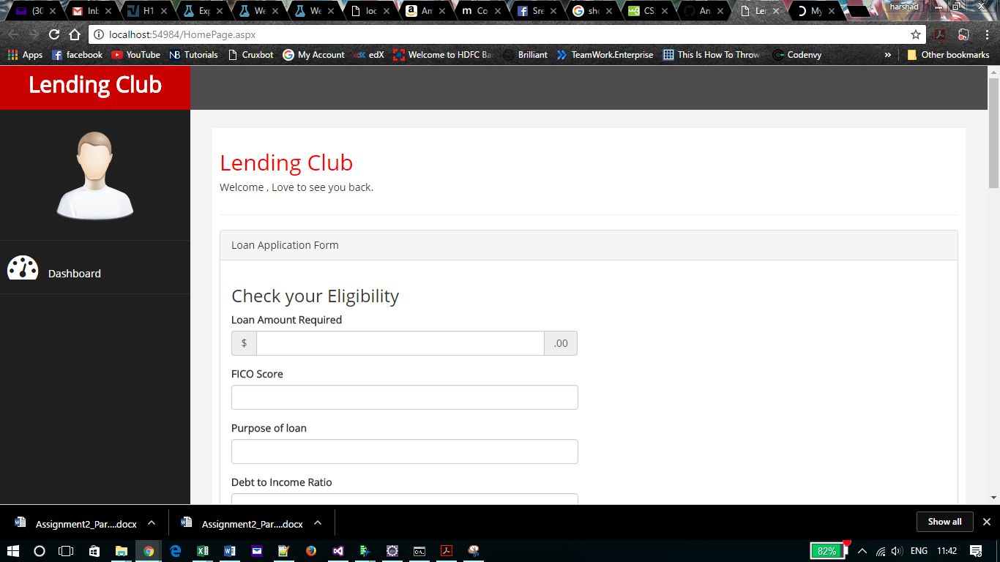 (30 Inb H1 Exp We We loc Am Co Sre sho CS An Ler My harshad
localhost:54984/HomePage.aspx
Apps facebook YouTube NB Tutorials Cruxbot My Account edX Welcome to HDFC Ba Brilliant TeamWork.Enterprise This Is How To Throw Codenvy » Other bookmarks
Lending Club
Lending Club
Welcome , Love to see you back.
Loan Application Form
Dashboard
Check your Eligibility
Loan Amount Required
$ .00
FICO Score
Purpose of loan
Debt to Income Ratio
Assignment2_Par....docx Assignment2_Par....docx Show all
82% ENG 11:42